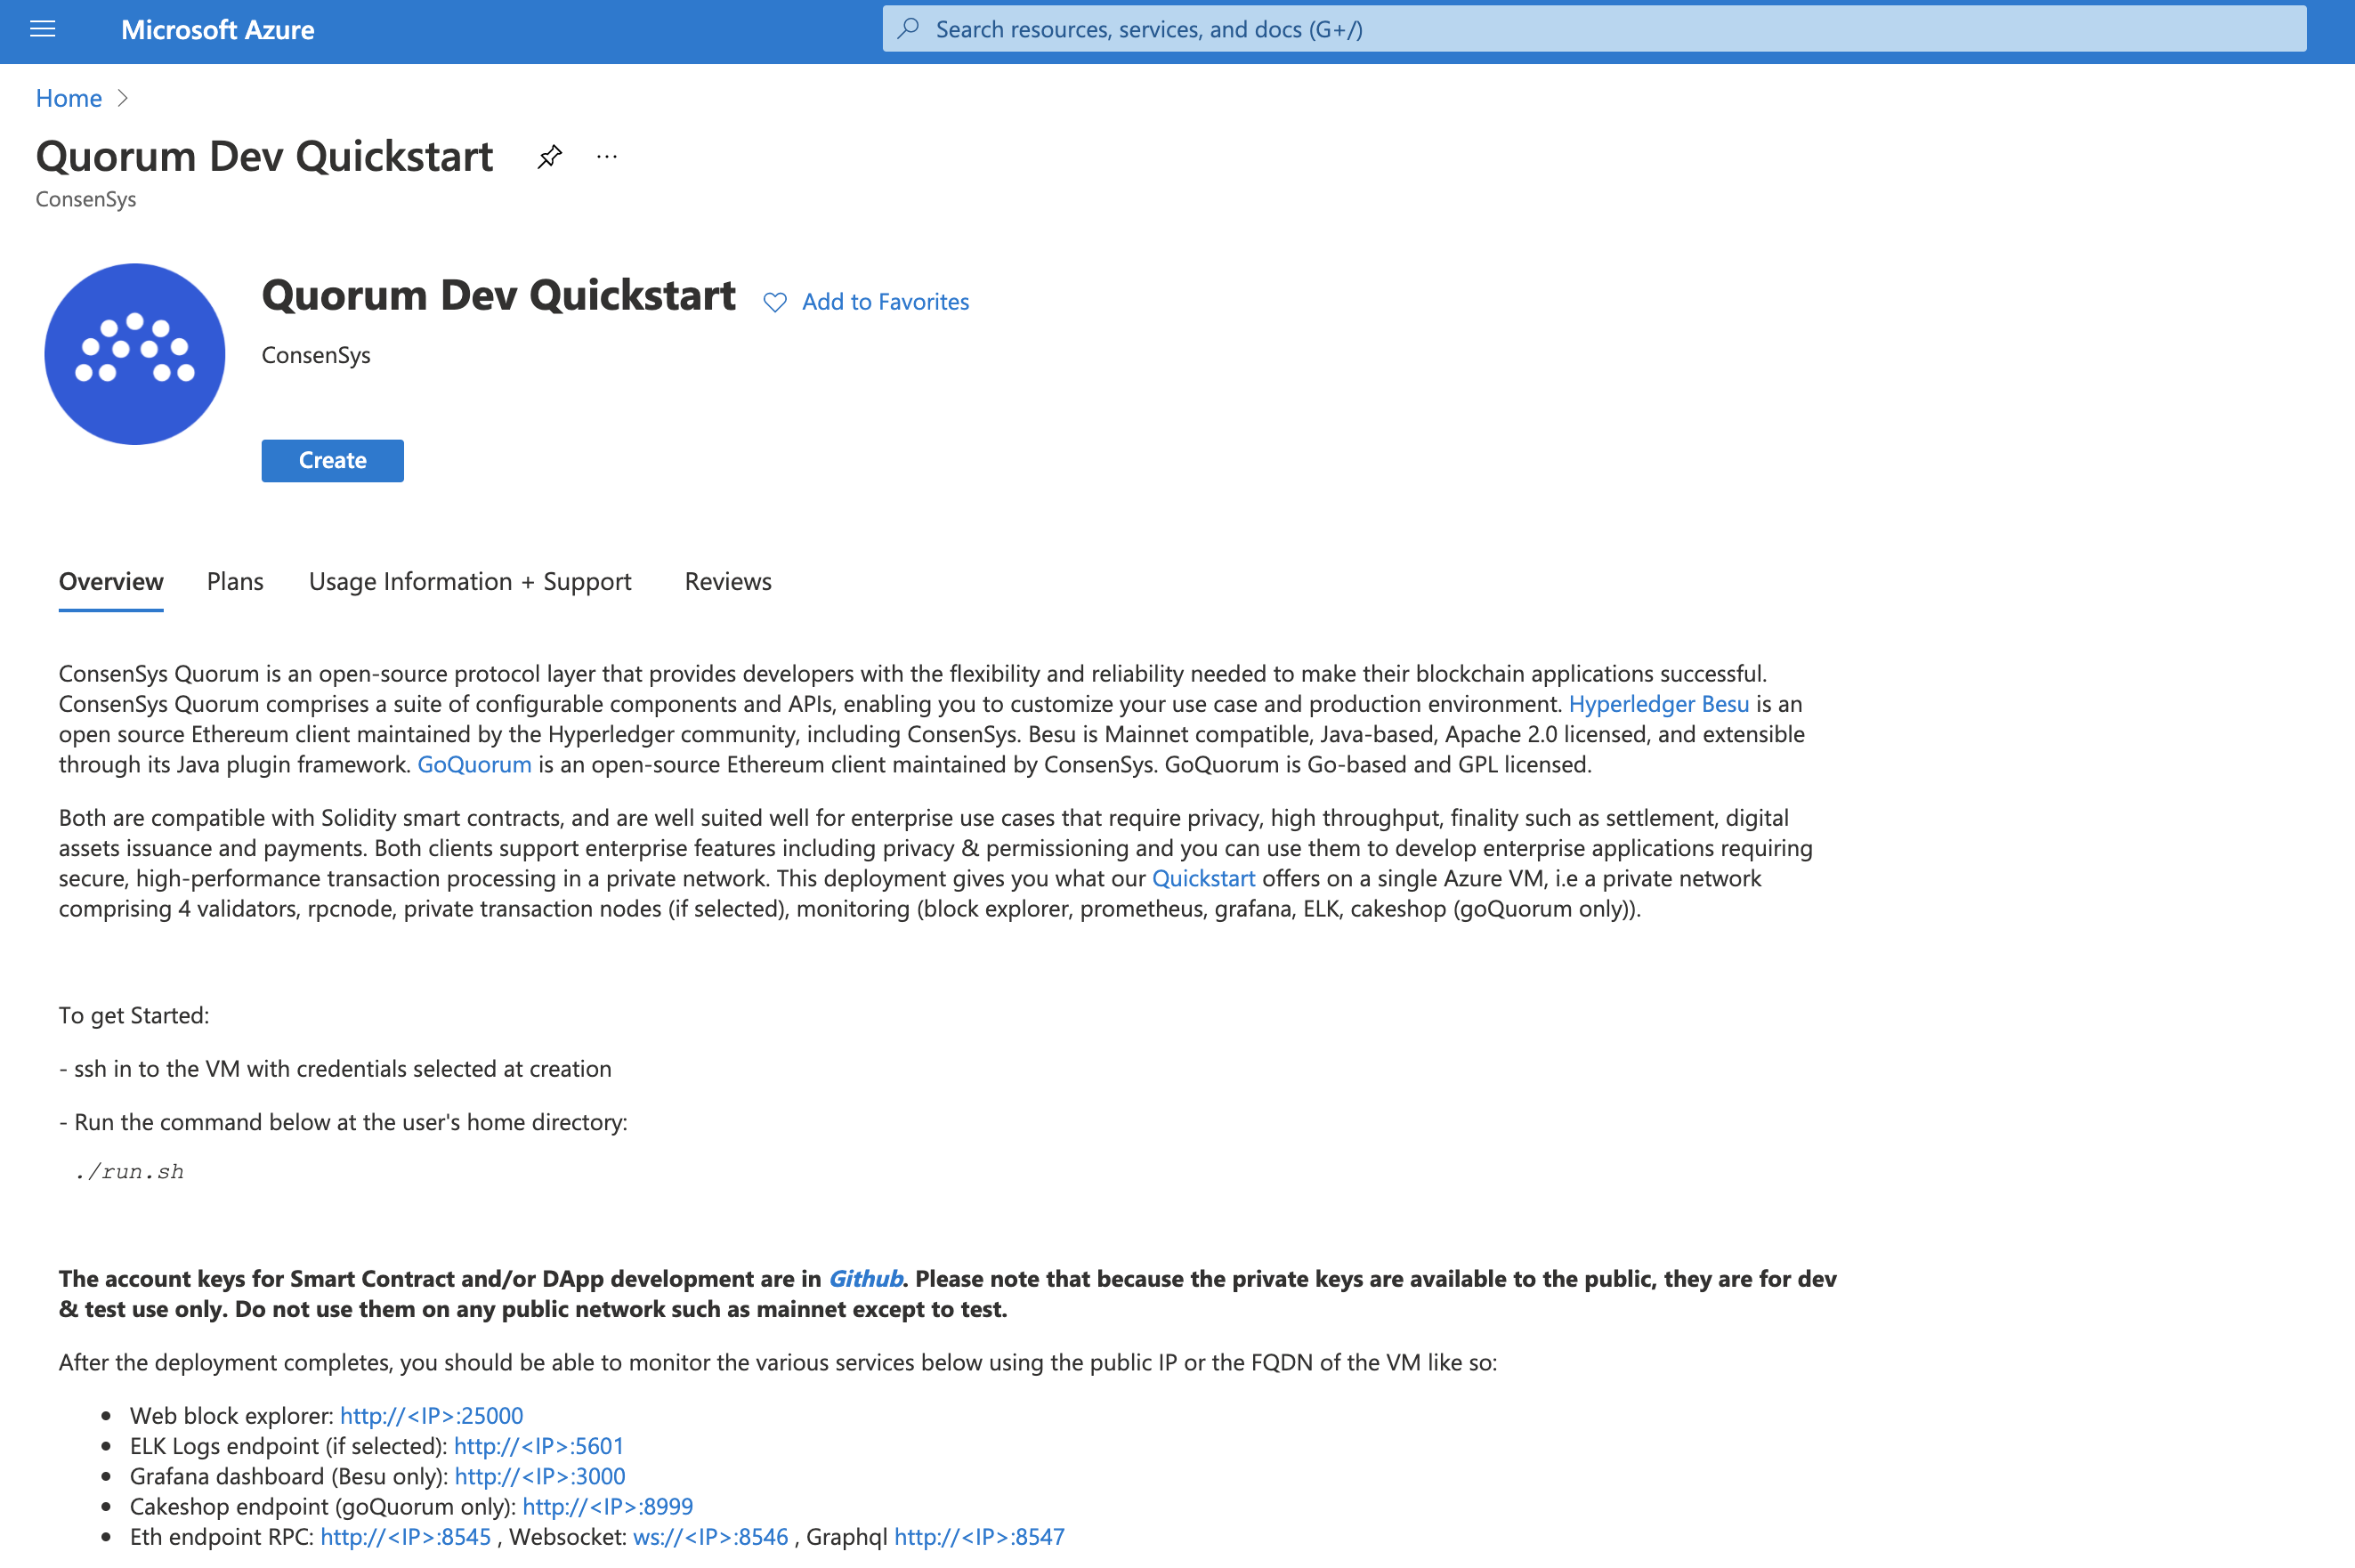 Microsoft Azure
Search resources, services, and docs (G+/)
Home
Quorum Dev Quickstart
...
ConsenSys
Quorum Dev Quickstart
Add to Favorites
ConsenSys
Create
Overview Plans Usage Information + Support Reviews
ConsenSys Quorum is an open-source protocol layer that provides developers with the flexibility and reliability needed to make their blockchain applications successful.
ConsenSys Quorum comprises a suite of configurable components and APIs, enabling you to customize your use case and production environment. Hyperledger Besu is an
open source Ethereum client maintained by the Hyperledger community, including ConsenSys. Besu is Mainnet compatible, Java-based, Apache 2.0 licensed, and extensible
through its Java plugin framework. GoQuorum is an open-source Ethereum client maintained by ConsenSys. GoQuorum is Go-based and GPL licensed.
Both are compatible with Solidity smart contracts, and are well suited well for enterprise use cases that require privacy, high throughput, finality such as settlement, digital
assets issuance and payments. Both clients support enterprise features including privacy & permissioning and you can use them to develop enterprise applications requiring
secure, high-performance transaction processing in a private network. This deployment gives you what our Quickstart offers on a single Azure VM, i.e a private network
comprising 4 validators, rpcnode, private transaction nodes (if selected), monitoring (block explorer, prometheus, grafana, ELK, cakeshop (goQuorum only)).
To get Started:
- ssh in to the VM with credentials selected at creation
- Run the command below at the user's home directory:
./run.sh
The account keys for Smart Contract and/or DApp development are in Github. Please note that because the private keys are available to the public, they are for dev
& test use only. Do not use them on any public network such as mainnet except to test.
After the deployment completes, you should be able to monitor the various services below using the public IP or the FQDN of the VM like so:
• Web block explorer: http://<IP>:25000
• ELK Logs endpoint (if selected): http://<IP>:5601
• Grafana dashboard (Besu only): http://<IP>:3000
• Cakeshop endpoint (goQuorum only): http://<IP>:8999
• Eth endpoint RPC: http://<IP>:8545 , Websocket: ws://<IP>:8546 , Graphql http://<IP>:8547